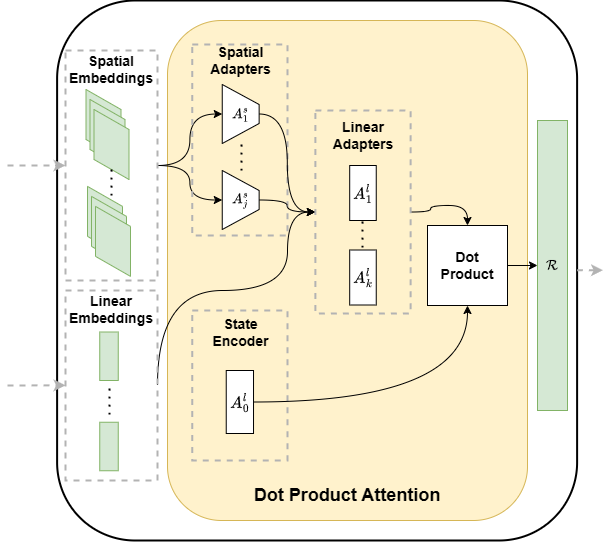 Spatial
Embeddings
Linear
Embeddings
Spatial
Adapters
$A_1^s$
$A_j^s$
State
Encoder
$A_0^l$
Linear
Adapters
$A_1^l$
$A_k^l$
Dot
Product
$\mathcal{R}$
Dot Product Attention